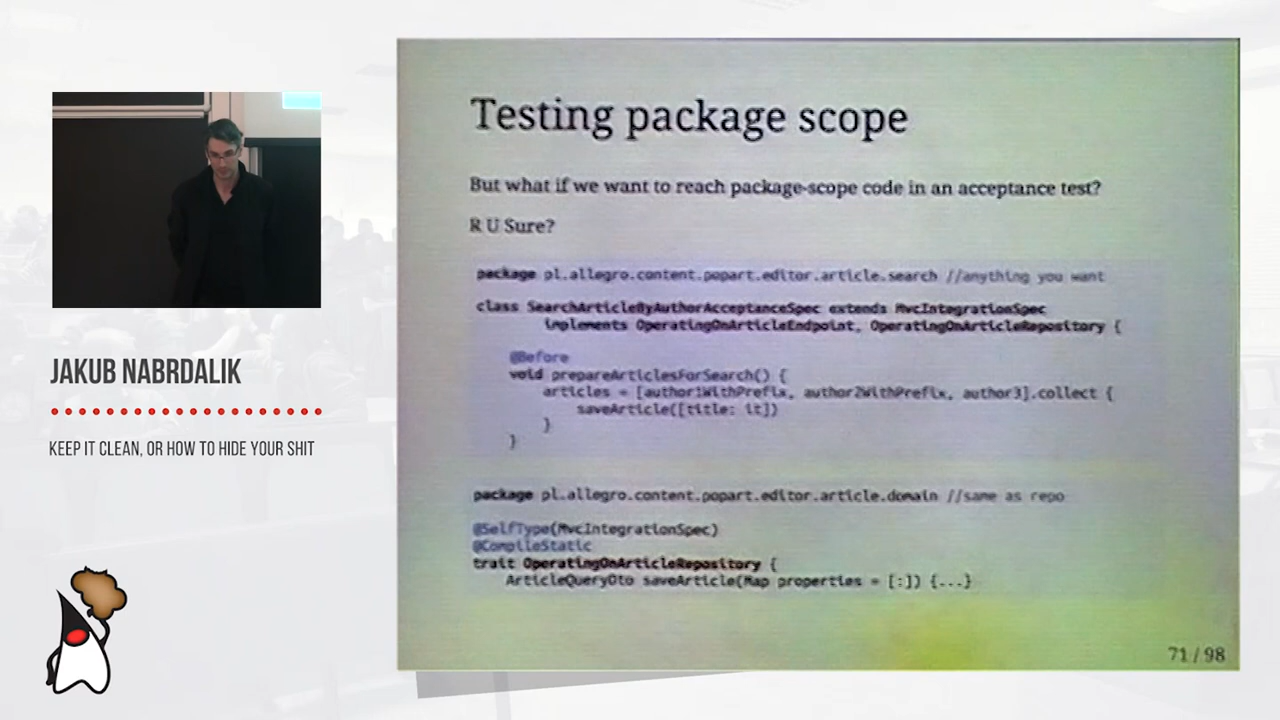 Testing package scope
But what if we want to reach package-scope code in an acceptance test?
R U Sure?
package pl.allegro.content.popart.editor.article.search //anything you want
class SearchArticleByAuthorAcceptanceSpec extends MvcIntegrationSpec
implements OperatingOnArticleEndpoint, OperatingOnArticleRepository {
@Before
void prepareArticlesForSearch() {
articles = [author1WithPrefix, author2WithPrefix, author3].collect {
saveArticle([title: it])
}
}
package pl.allegro.content.popart.editor.article.domain //same as repo
@SelfType(MvcIntegrationSpec)
@CompileStatic
trait OperatingOnArticleRepository {
ArticleQueryDto saveArticle(Map properties = [:]) {...}
71 / 98
JAKUB NABRDALIK
KEEP IT CLEAN, OR HOW TO HIDE YOUR SHIT